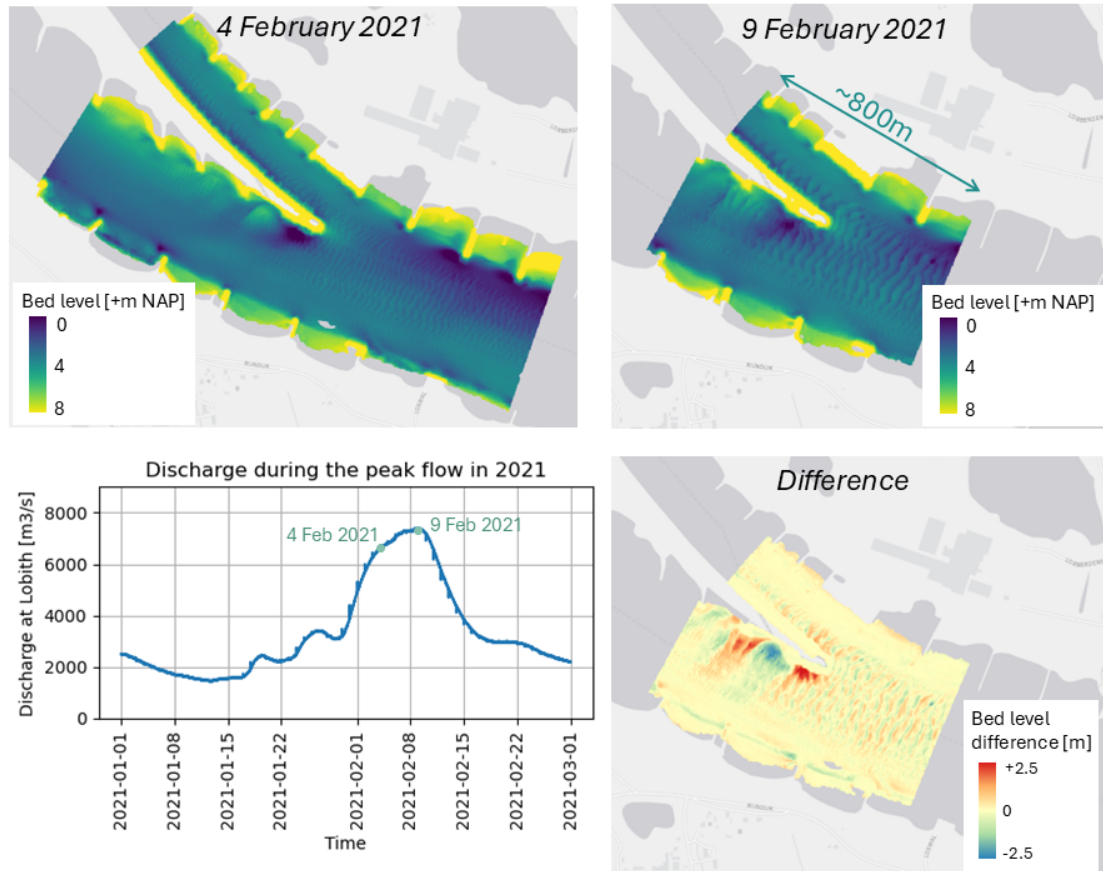 4 February 2021
Bed level [+m NAP]
0
4
8
RIJNDIJK
9 February 2021
~800m
Bed level [+m NAP]
0
4
8
RIJNDIJK
Discharge during the peak flow in 2021
Discharge at Lobith [m3/s]
8000
6000
4000
2000
0
4 Feb 2021
9 Feb 2021
2021-01-01
2021-01-08
2021-01-15
2021-01-22
2021-02-01
2021-02-08
2021-02-15
2021-02-22
2021-03-01
Time
Difference
Bed level
difference [m]
+2.5
0
-2.5
RIJNDIJK